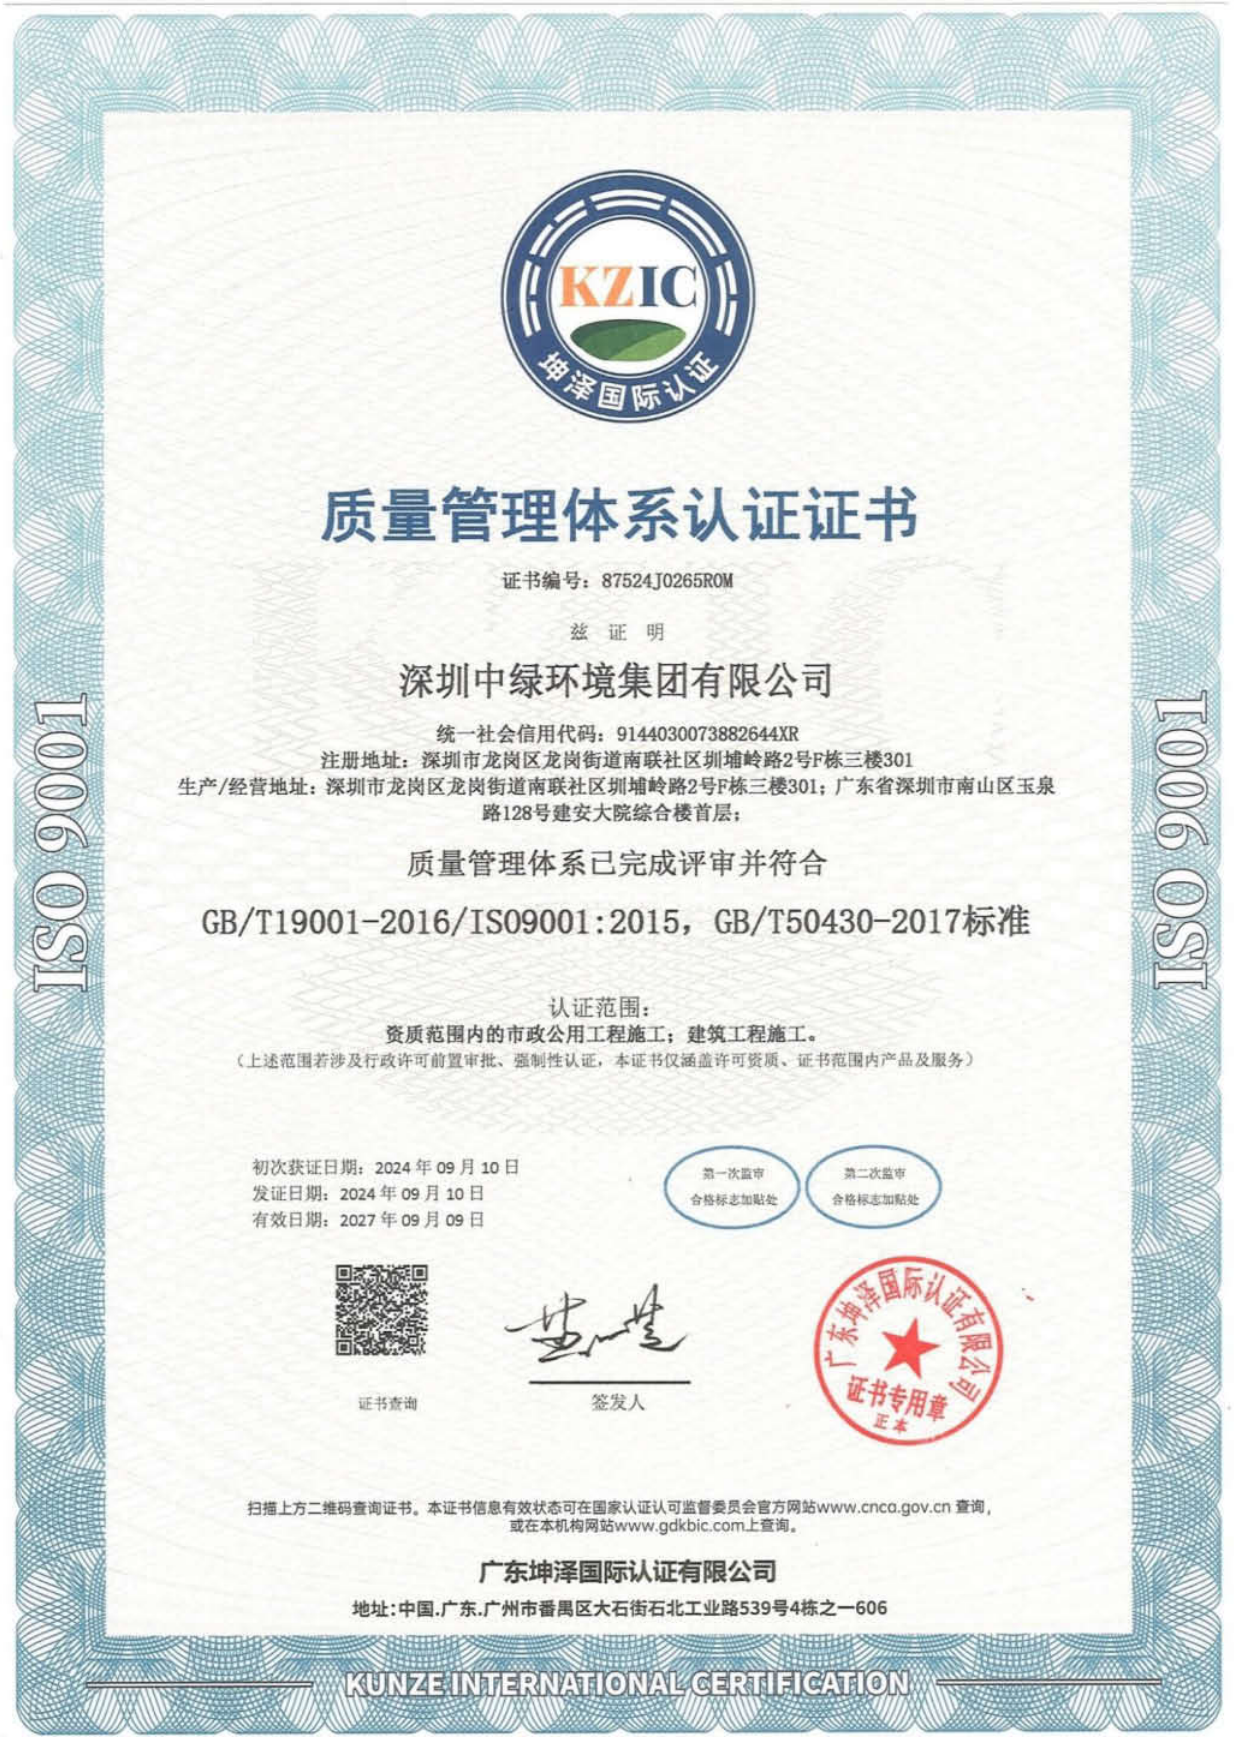 KZIC
坤泽国际认证
质量管理体系认证证书
证书编号：87524J0265R0M
兹 证 明
深圳中绿环境集团有限公司
统一社会信用代码：9144030073882644XR
注册地址：深圳市龙岗区龙岗街道南联社区圳埔岭路2号F栋三楼301
生产/经营地址：深圳市龙岗区龙岗街道南联社区圳埔岭路2号F栋三楼301；广东省深圳市南山区玉泉
路128号建安大院综合楼首层；
质量管理体系已完成评审并符合
GB/T19001-2016/ISO9001:2015，GB/T50430-2017标准
认证范围：
资质范围内的市政公用工程施工；建筑工程施工。
（上述范围若涉及行政许可前置审批、强制性认证，本证书仅涵盖许可资质、证书范围内产品及服务）
ISO 9001
ISO 9001
初次获证日期：2024 年 09 月 10 日
发证日期：2024 年 09 月 10 日
有效日期：2027 年 09 月 09 日
第一次监审
合格标志加贴处
第二次监审
合格标志加贴处
证书查询
签发人
广东坤泽国际认证有限公司
证书专用章
正本
扫描上方二维码查询证书。本证书信息有效状态可在国家认证认可监督委员会官方网站www.cnca.gov.cn 查询，
或在本机构网站www.gdkbic.com上查询。
广东坤泽国际认证有限公司
地址：中国.广东.广州市番禺区大石街石北工业路539号4栋之一606
KUNZE INTERNATIONAL CERTIFICATION